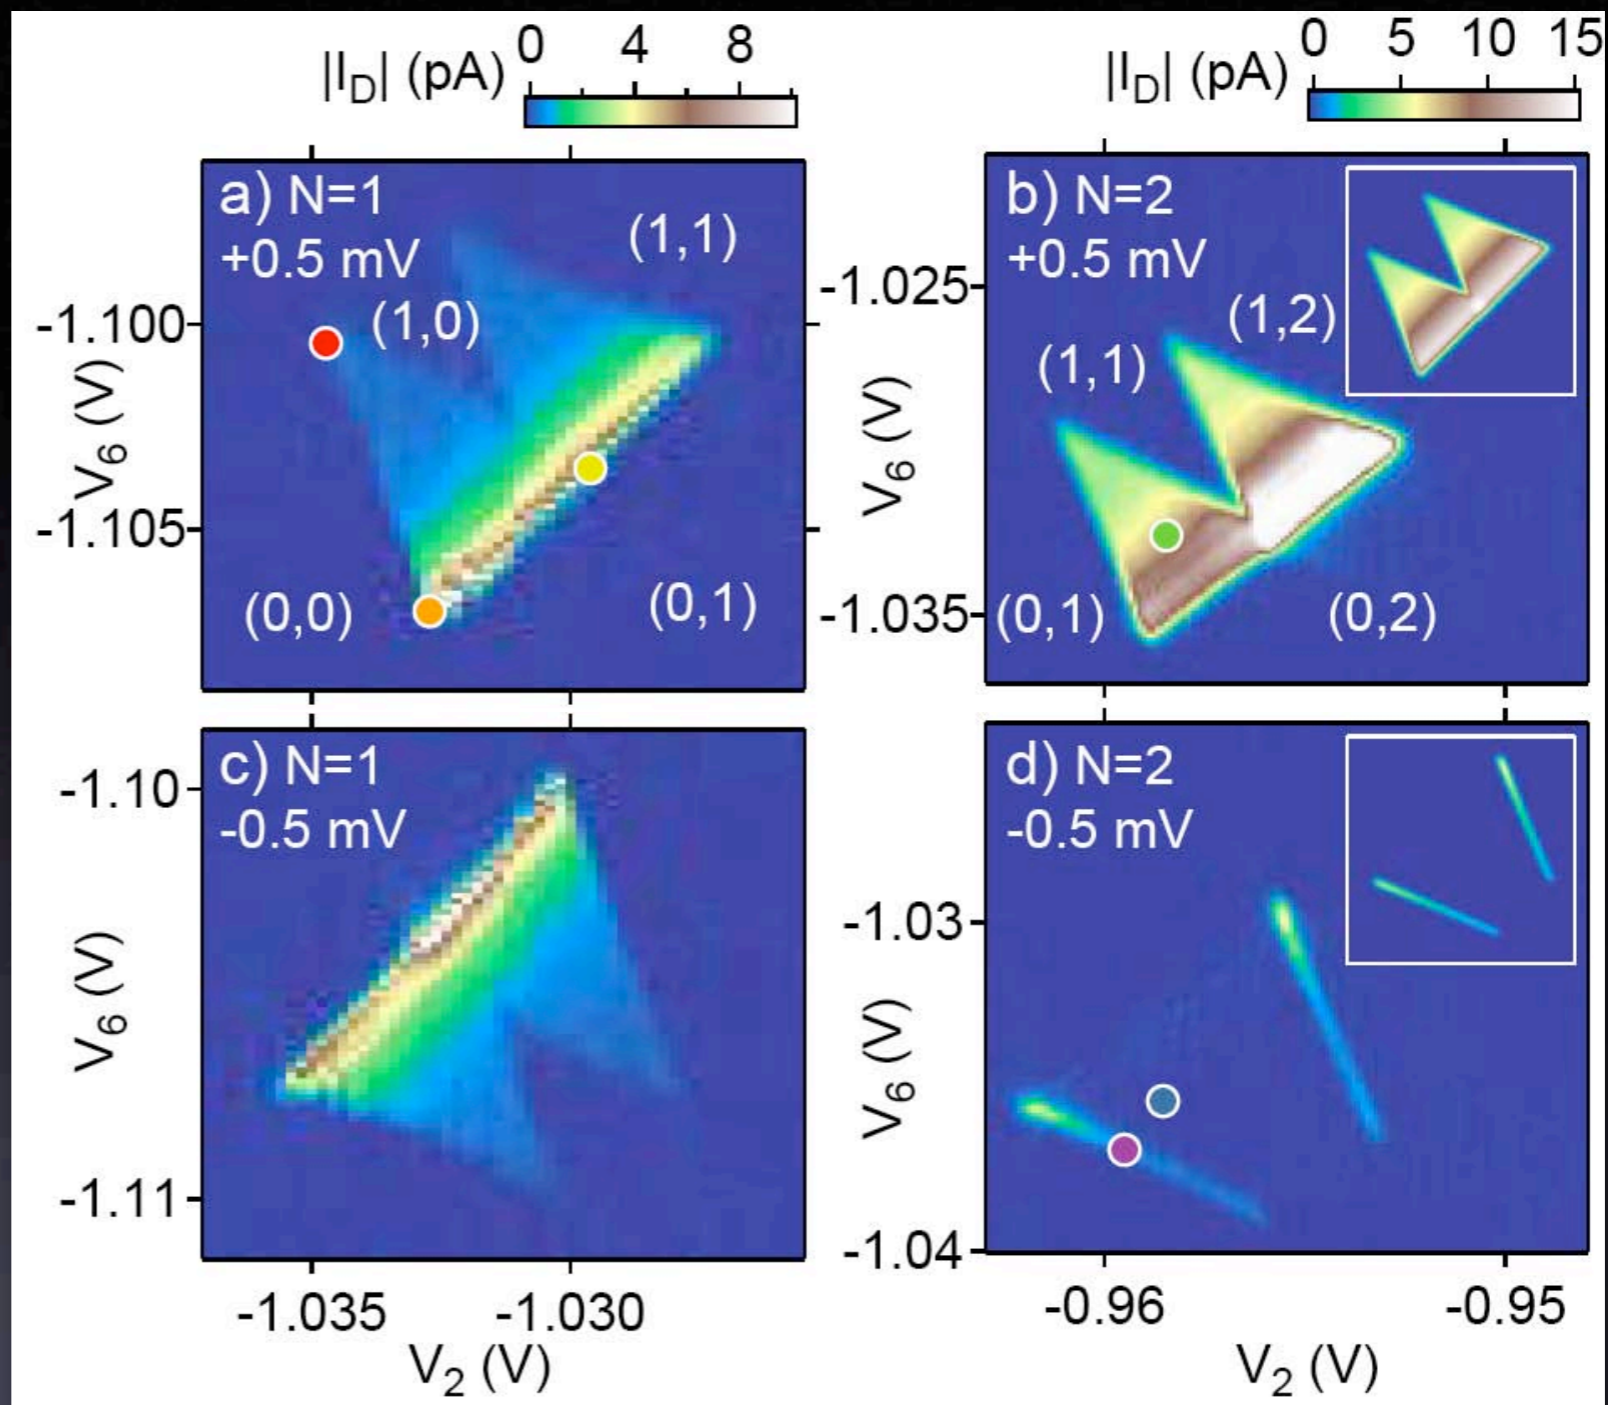 |I_D| (pA) 0 4 8
a) N=1
+0.5 mV
(1,1)
(1,0)
(0,0)
(0,1)
-1.100
-1.105
V_6 (V)
|I_D| (pA) 0 5 10 15
b) N=2
+0.5 mV
(1,2)
(1,1)
(0,1)
(0,2)
-1.025
-1.035
V_6 (V)
c) N=1
-0.5 mV
-1.10
-1.11
V_6 (V)
-1.035 -1.030
V_2 (V)
d) N=2
-0.5 mV
-1.03
-1.04
V_6 (V)
-0.96 -0.95
V_2 (V)